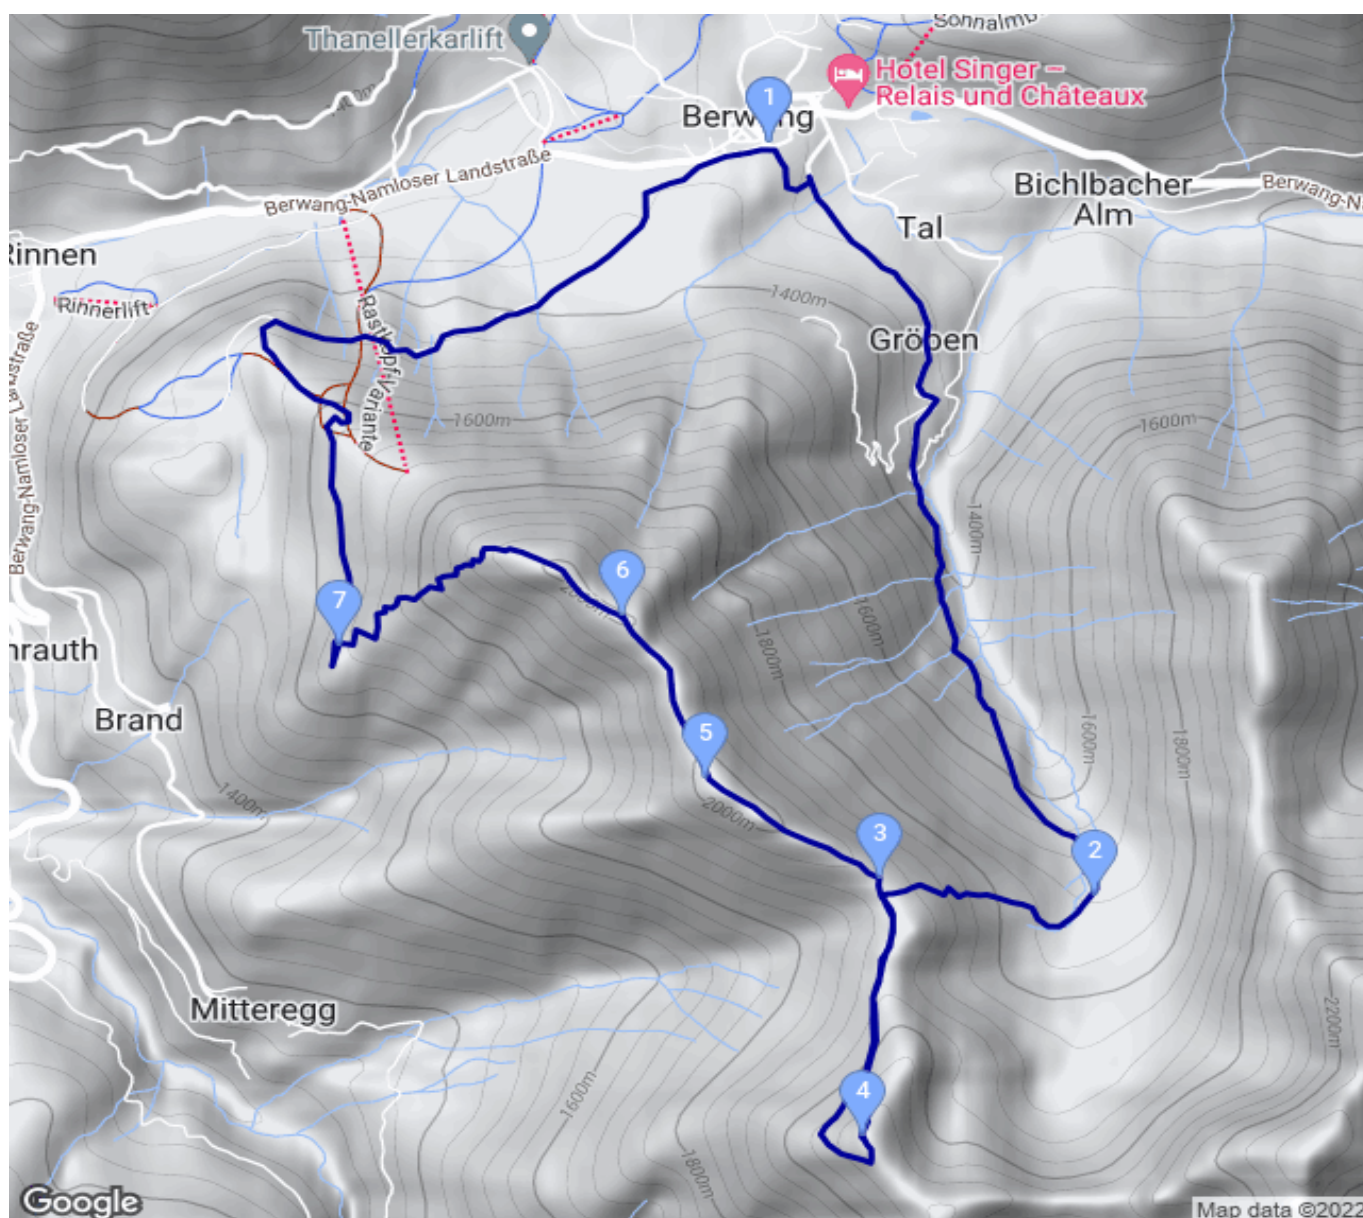 Sonnalmb
Thanellerkarlift
Hotel Singer –
Relais und Châteaux
1
Berwang
Berwang-Namloser Landstraße
Bichlbacher
Alm
Berwang-N
Tal
Rinnen
Rinnerlift
1400m
Rastkopf-Variante
Gröben
Berwang-Namloser Landstraße
1600m
1600m
1400m
6
2000m
7
1600m
1800m
nrauth
Brand
5
1600m
1800m
1400m
2000m
3
2
Mitteregg
2200m
1600m
4
1800m
Google
Map data ©2022